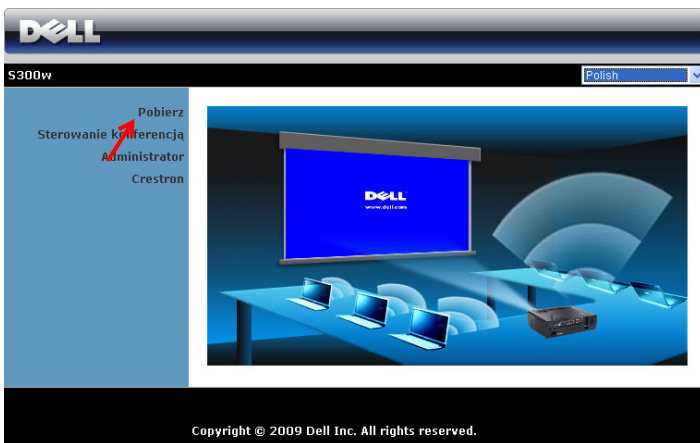 DELL
S300w
Polish
Pobierz
Sterowanie konferencją
Administrator
Crestron
DELL
www.dell.com
Copyright © 2009 Dell Inc. All rights reserved.